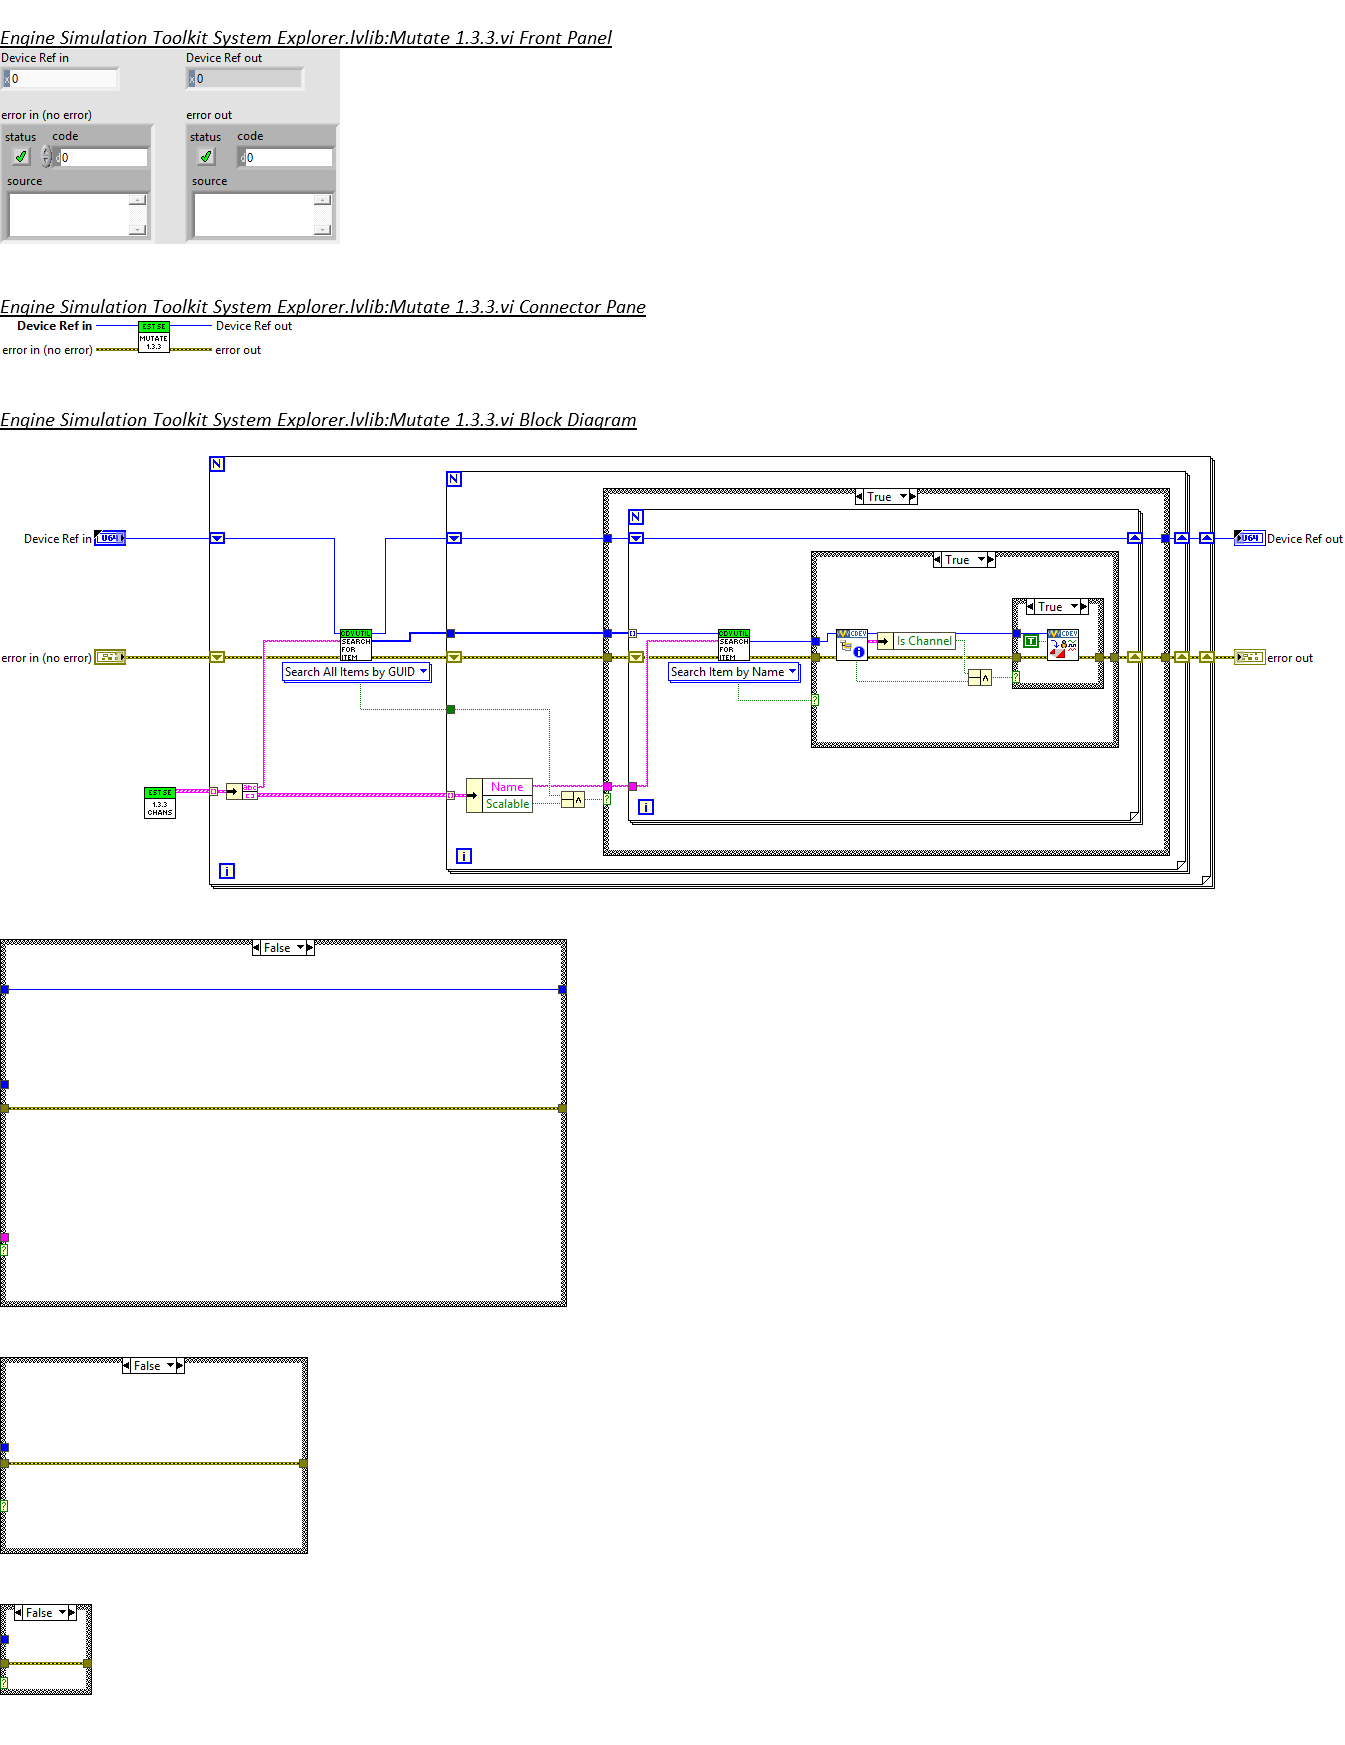 Engine Simulation Toolkit System Explorer.lvlib:Mutate 1.3.3.vi Front Panel
Device Ref in
Device Ref out
x 0
x 0
error in (no error)
error out
status code
status code
d 0
d 0
source
source
Engine Simulation Toolkit System Explorer.lvlib:Mutate 1.3.3.vi Connector Pane
Device Ref in
EST SE
MUTATE
1.3.3
Device Ref out
error in (no error)
error out
Engine Simulation Toolkit System Explorer.lvlib:Mutate 1.3.3.vi Block Diagram
N
N
True
N
Device Ref in
U64
U64
Device Ref out
True
True
CDV UTIL
SEARCH
FOR
ITEM
CDV UTIL
SEARCH
FOR
ITEM
CDEV
i
Is Channel
T
CDEV
error in (no error)
error out
Search All Items by GUID
Search Item by Name
?
?
EST SE
1.3.3
CHANS
abc
Name
Scalable
?
i
i
i
False
?
False
?
False
?